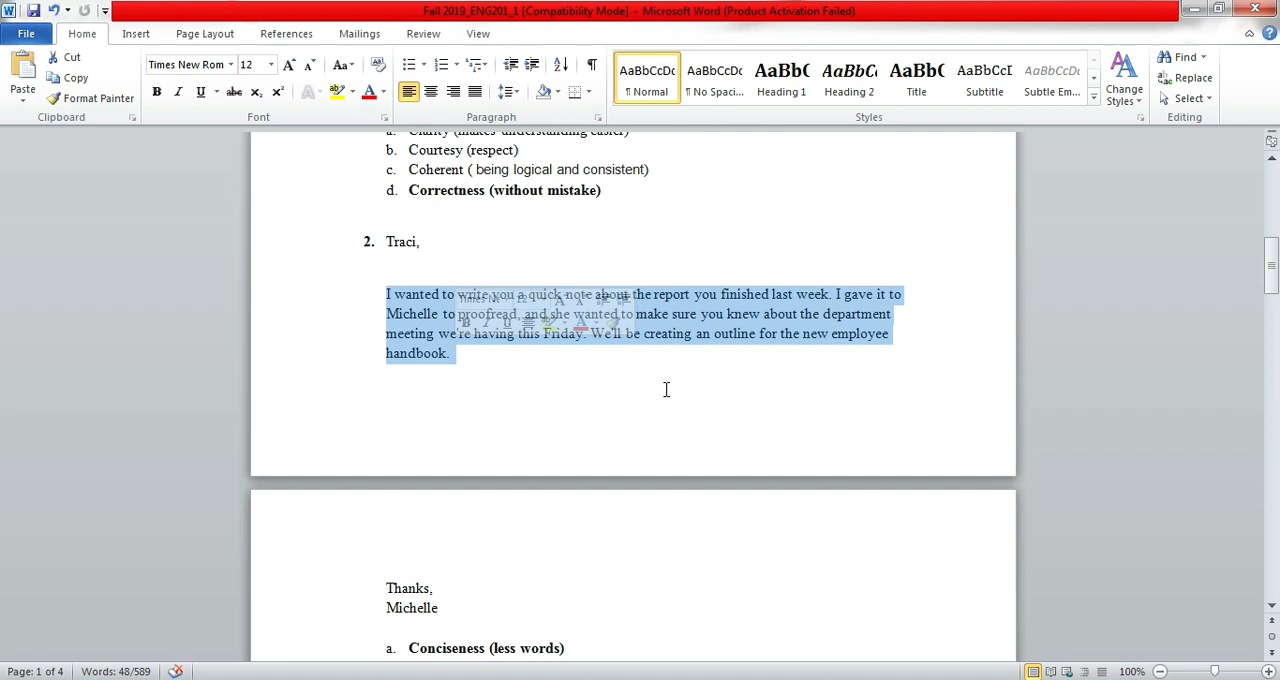 Fall 2019_ENG201_1 [Compatibility Mode] - Microsoft Word (Product Activation Failed)
File Home Insert Page Layout References Mailings Review View
Paste
Cut
Copy
Format Painter
Clipboard
Times New Rom 12
Font
Paragraph
AaBbCcDc AaBbCcDc AaBbC AaBbCc AaBbC AaBbCcI AaBbCcDc
¶ Normal ¶ No Spaci... Heading 1 Heading 2 Title Subtitle Subtle Em...
Styles
Change Styles
Find
Replace
Select
Editing
a. Clarity (makes understanding easier)
b. Courtesy (respect)
c. Coherent ( being logical and consistent)
d. Correctness (without mistake)
2. Traci,
I wanted to write you a quick note about the report you finished last week. I gave it to
Michelle to proofread, and she wanted to make sure you knew about the department
meeting we're having this Friday. We'll be creating an outline for the new employee
handbook.
Thanks,
Michelle
a. Conciseness (less words)
Page: 1 of 4 Words: 48/589 100%